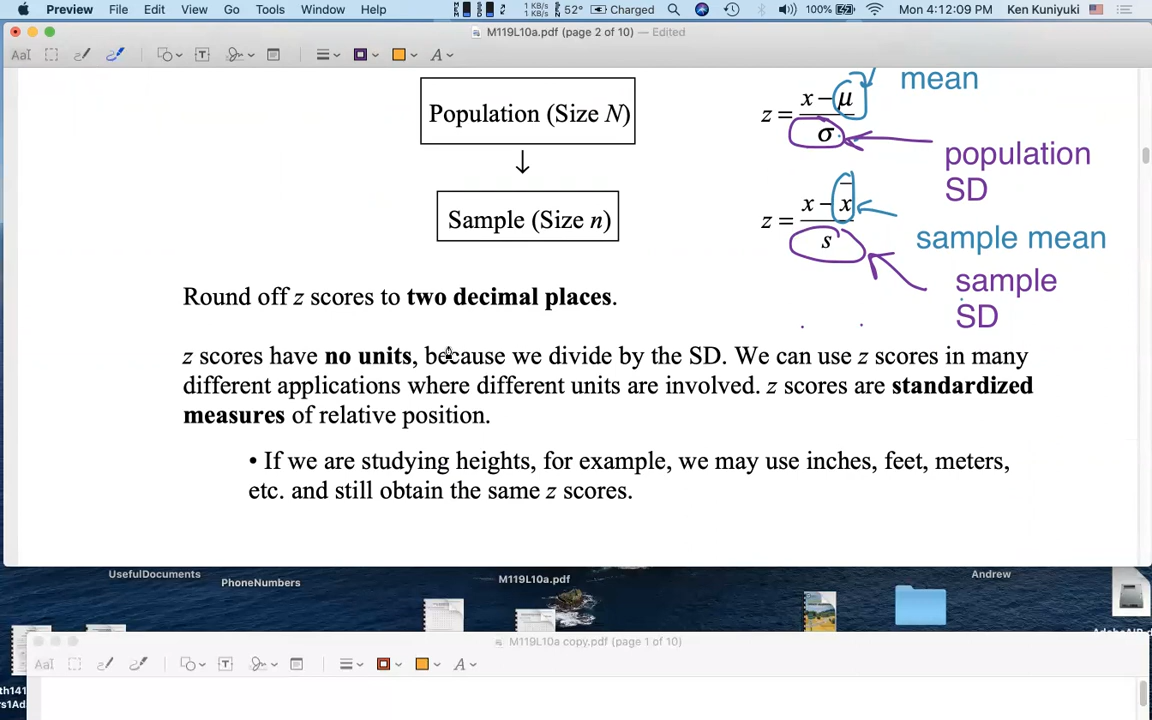 Preview File Edit View Go Tools Window Help 1 KB/s 0 KB/s 52° Charged 100% Mon 4:12:09 PM Ken Kuniyuki
M119L10a.pdf (page 2 of 10) — Edited
mean
Population (Size N)
z = x − μ / σ
population
SD
Sample (Size n)
z = x − x̄ / s
sample mean
sample
SD
Round off z scores to two decimal places.
z scores have no units, because we divide by the SD. We can use z scores in many
different applications where different units are involved. z scores are standardized
measures of relative position.
• If we are studying heights, for example, we may use inches, feet, meters,
etc. and still obtain the same z scores.
UsefulDocuments
PhoneNumbers
M119L10a.pdf
Andrew
M119L10a copy.pdf (page 1 of 10)